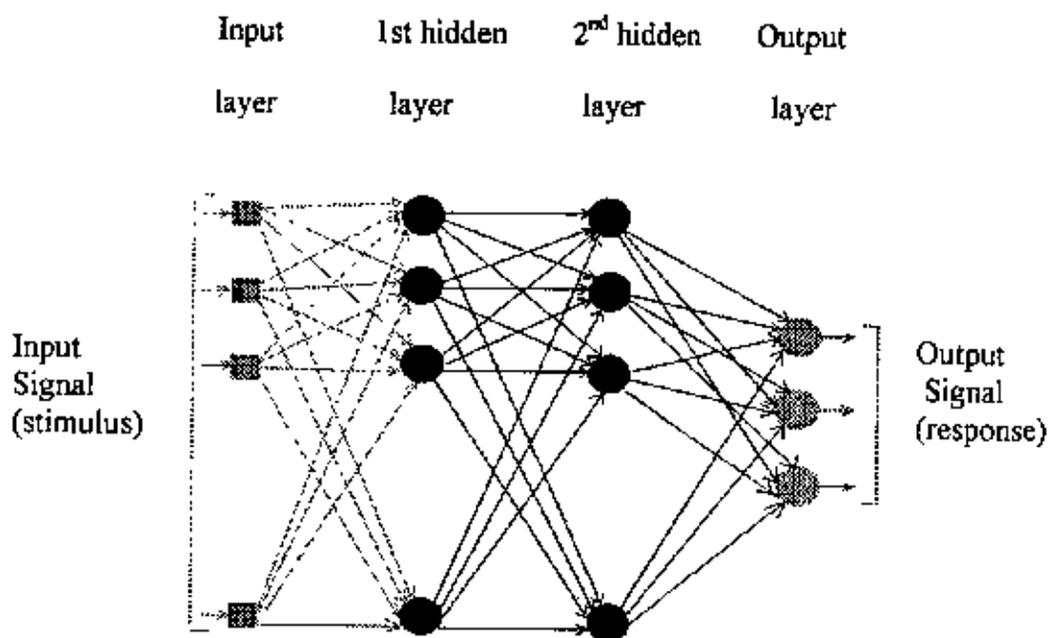 Input
layer
1st hidden
layer
2nd hidden
layer
Output
layer
Input
Signal
(stimulus)
Output
Signal
(response)